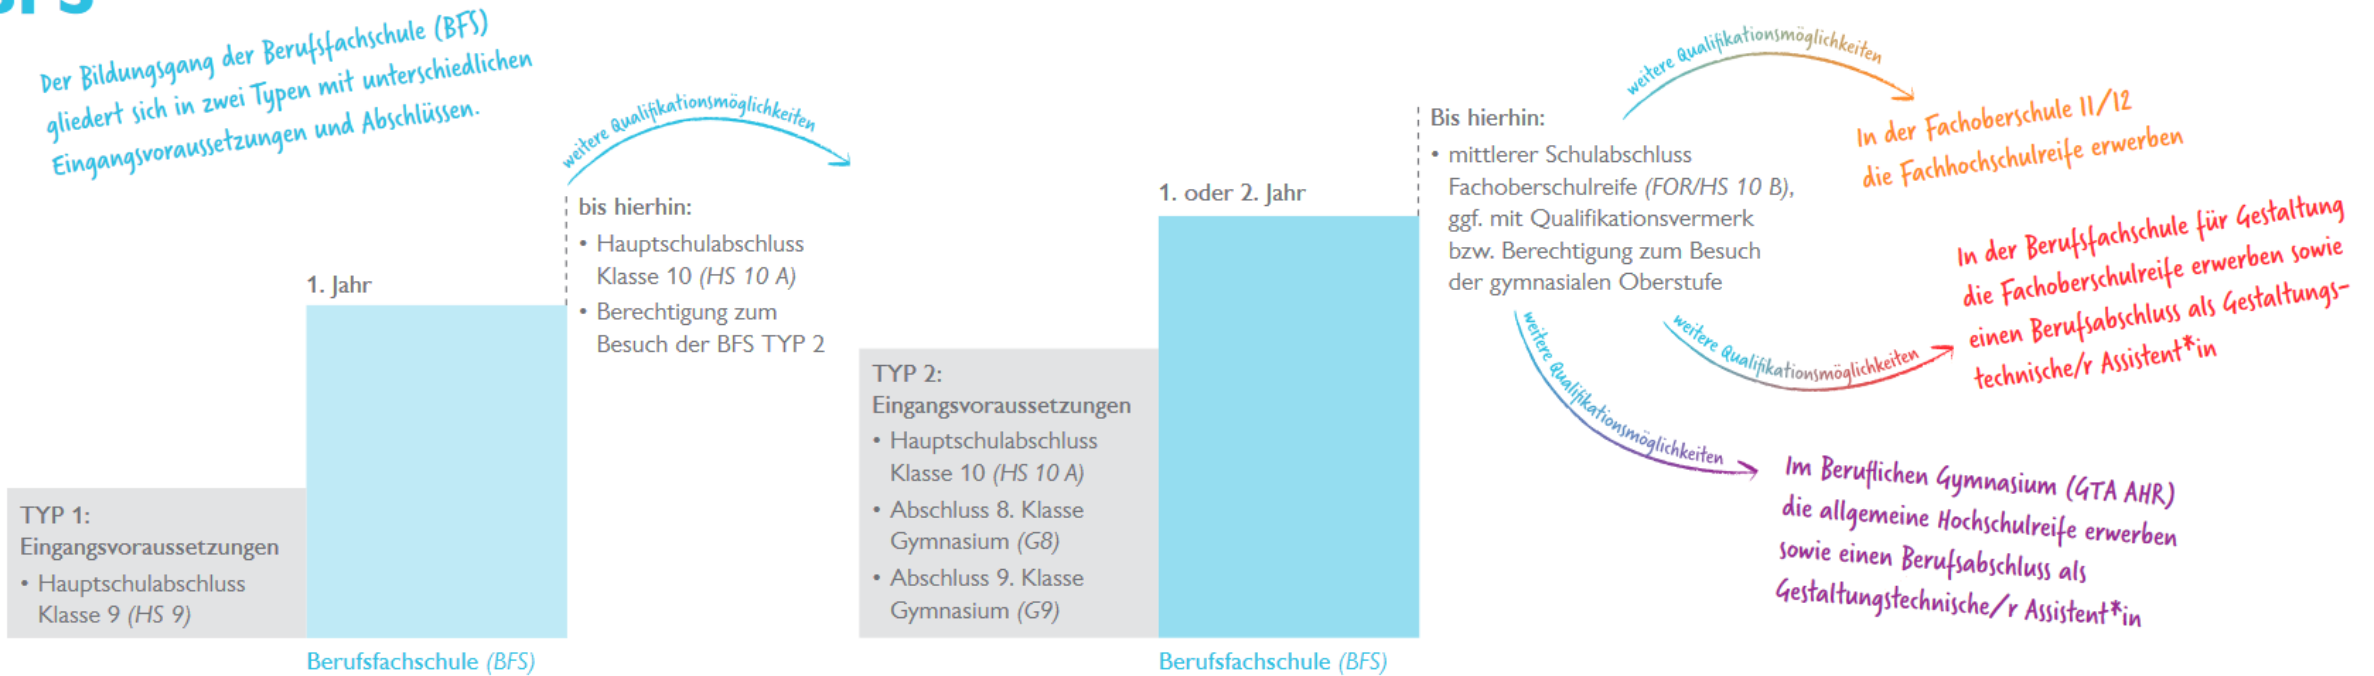 BFS
Der Bildungsgang der Berufsfachschule (BFS)
gliedert sich in zwei Typen mit unterschiedlichen
Eingangsvoraussetzungen und Abschlüssen.
TYP 1:
Eingangsvoraussetzungen
• Hauptschulabschluss
Klasse 9 (HS 9)
1. Jahr
Berufsfachschule (BFS)
weitere Qualifikationsmöglichkeiten
bis hierhin:
• Hauptschulabschluss
Klasse 10 (HS 10 A)
• Berechtigung zum
Besuch der BFS TYP 2
TYP 2:
Eingangsvoraussetzungen
• Hauptschulabschluss
Klasse 10 (HS 10 A)
• Abschluss 8. Klasse
Gymnasium (G8)
• Abschluss 9. Klasse
Gymnasium (G9)
1. oder 2. Jahr
Berufsfachschule (BFS)
Bis hierhin:
• mittlerer Schulabschluss
Fachoberschulreife (FOR/HS 10 B),
ggf. mit Qualifikationsvermerk
bzw. Berechtigung zum Besuch
der gymnasialen Oberstufe
weitere Qualifikationsmöglichkeiten
In der Fachoberschule 11/12
die Fachhochschulreife erwerben
weitere Qualifikationsmöglichkeiten
In der Berufsfachschule für Gestaltung
die Fachoberschulreife erwerben sowie
einen Berufsabschluss als Gestaltungs-
technische/r Assistent*in
weitere Qualifikationsmöglichkeiten
Im Beruflichen Gymnasium (GTA AHR)
die allgemeine Hochschulreife erwerben
sowie einen Berufsabschluss als
Gestaltungstechnische/r Assistent*in